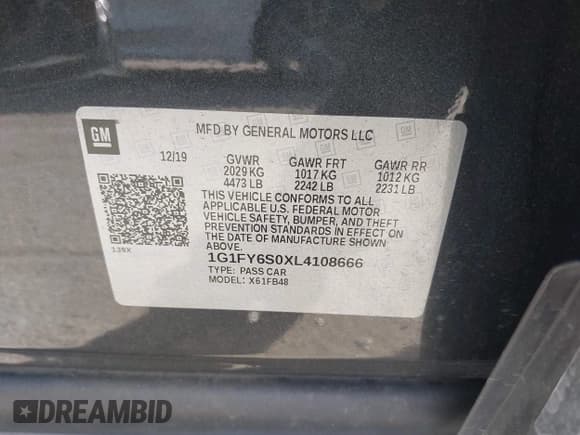 GM
MFD BY GENERAL MOTORS LLC
12/19 GVWR GAWR FRT GAWR RR
2029 KG 1017 KG 1012 KG
4473 LB 2242 LB 2231 LB
THIS VEHICLE CONFORMS TO ALL
APPLICABLE U.S. FEDERAL MOTOR
VEHICLE SAFETY, BUMPER, AND THEFT
PREVENTION STANDARDS IN EFFECT
ON THE DATE OF MANUFACTURE SHOWN
ABOVE.
139X
1G1FY6S0XL4108666
TYPE: PASS CAR
MODEL: X61FB48
DREAMBID